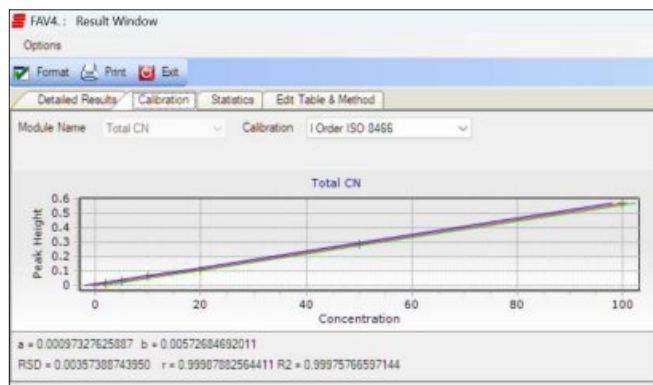 FAV4. : Result Window
Options
Format Print Exit
Detailed Results Calibration Statistics Edit Table & Method
Module Name Total CN Calibration I Order ISO 8466
Total CN
Peak Height
0.6
0.5
0.4
0.3
0.2
0.1
0
0 20 40 60 80 100
Concentration
a = 0.00097327625887 b = 0.00572684692011
RSD = 0.00357388743950 r = 0.99987882564411 R2 = 0.99975766597144